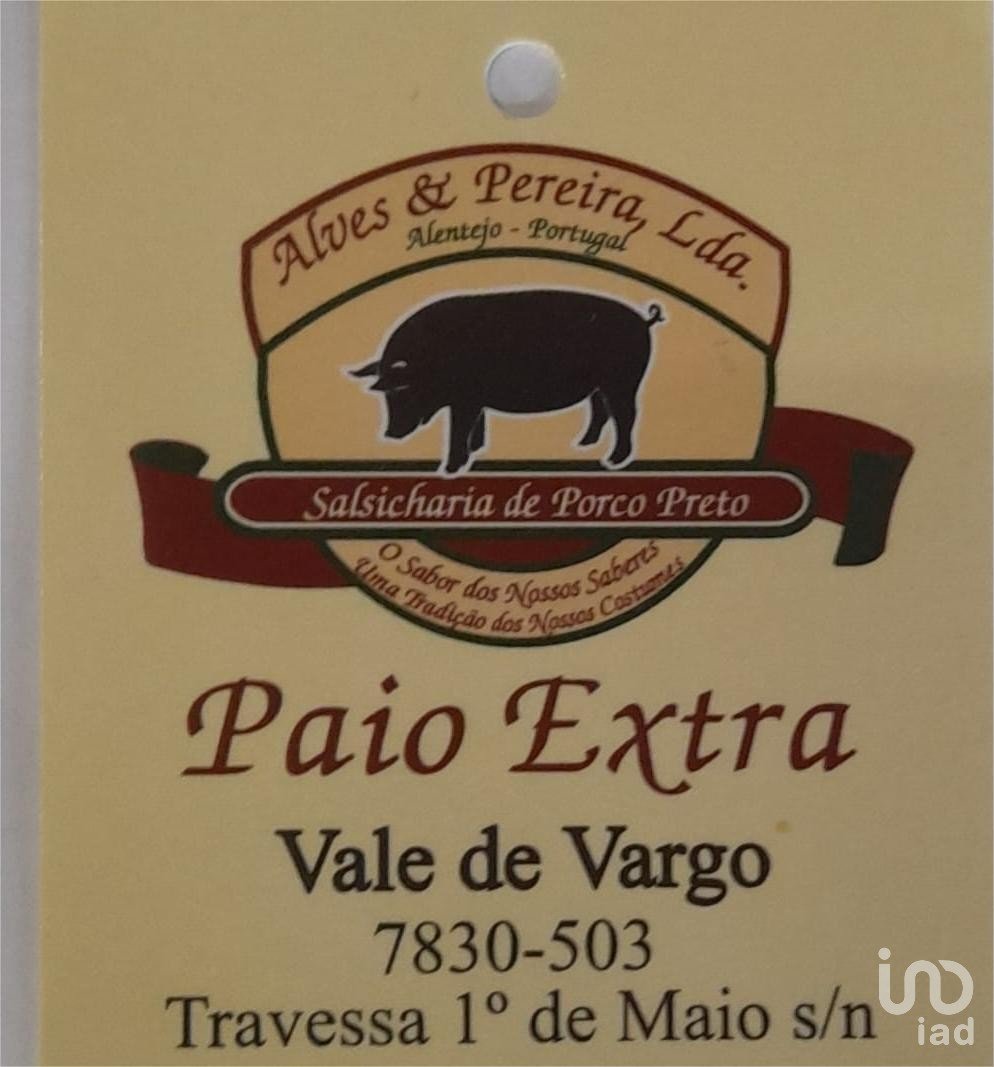 Alves & Pereira, Lda.
Alentejo - Portugal
Salsicharia de Porco Preto
O Sabor dos Nossos Saberes
Uma Tradição dos Nossos Costumes
Paio Extra
Vale de Vargo
7830-503
Travessa 1º de Maio s/n
iad